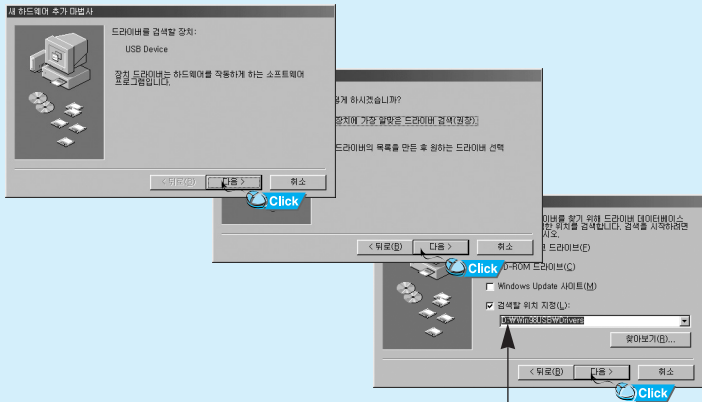 새 하드웨어 추가 마법사
드라이버를 검색할 장치:
USB Device
장치 드라이버는 하드웨어를 작동하게 하는 소프트웨어
프로그램입니다.
< 뒤로(B) 다음 > 취소
Click
하시겠습니까?
장치에 가장 알맞은 드라이버 검색(권장).
드라이버의 목록을 만든 후 원하는 드라이버 선택
< 뒤로(B) 다음 > 취소
Click
찾기 위해 드라이버 데이터베이스
위치를 검색합니다. 검색을 시작하려면
드라이브(F)
D-ROM 드라이브(C)
Windows Update 사이트(M)
검색할 위치 지정(L):
D:\Win98USB\Drivers
찾아보기(R)...
< 뒤로(B) 다음 > 취소
Click